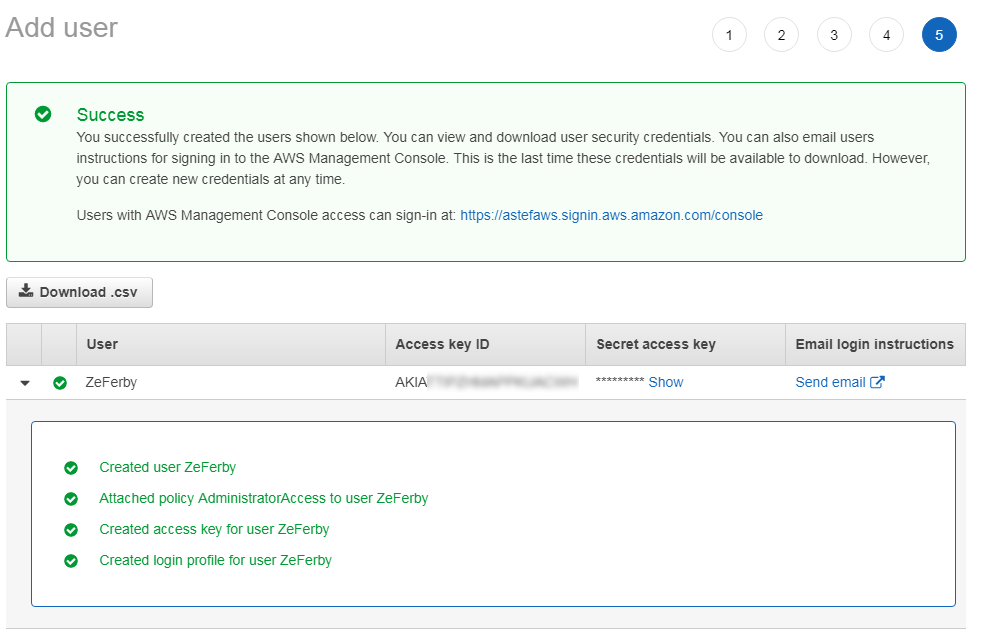 Add user
1 2 3 4 5
Success
You successfully created the users shown below. You can view and download user security credentials. You can also email users
instructions for signing in to the AWS Management Console. This is the last time these credentials will be available to download. However,
you can create new credentials at any time.
Users with AWS Management Console access can sign-in at: https://astefaws.signin.aws.amazon.com/console
Download .csv
User Access key ID Secret access key Email login instructions
ZeFerby AKIA ********* Show Send email
Created user ZeFerby
Attached policy AdministratorAccess to user ZeFerby
Created access key for user ZeFerby
Created login profile for user ZeFerby